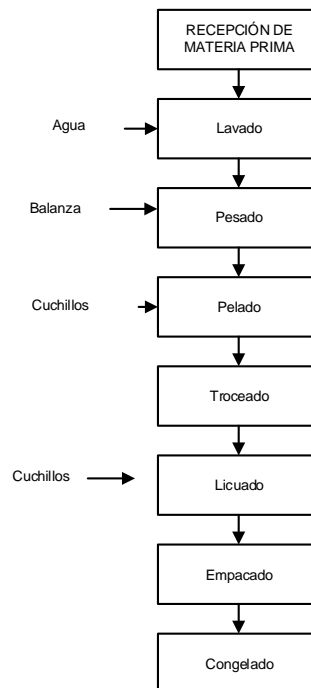 RECEPCIÓN DE
MATERIA PRIMA
Agua
Lavado
Balanza
Pesado
Cuchillos
Pelado
Troceado
Cuchillos
Licuado
Empacado
Congelado